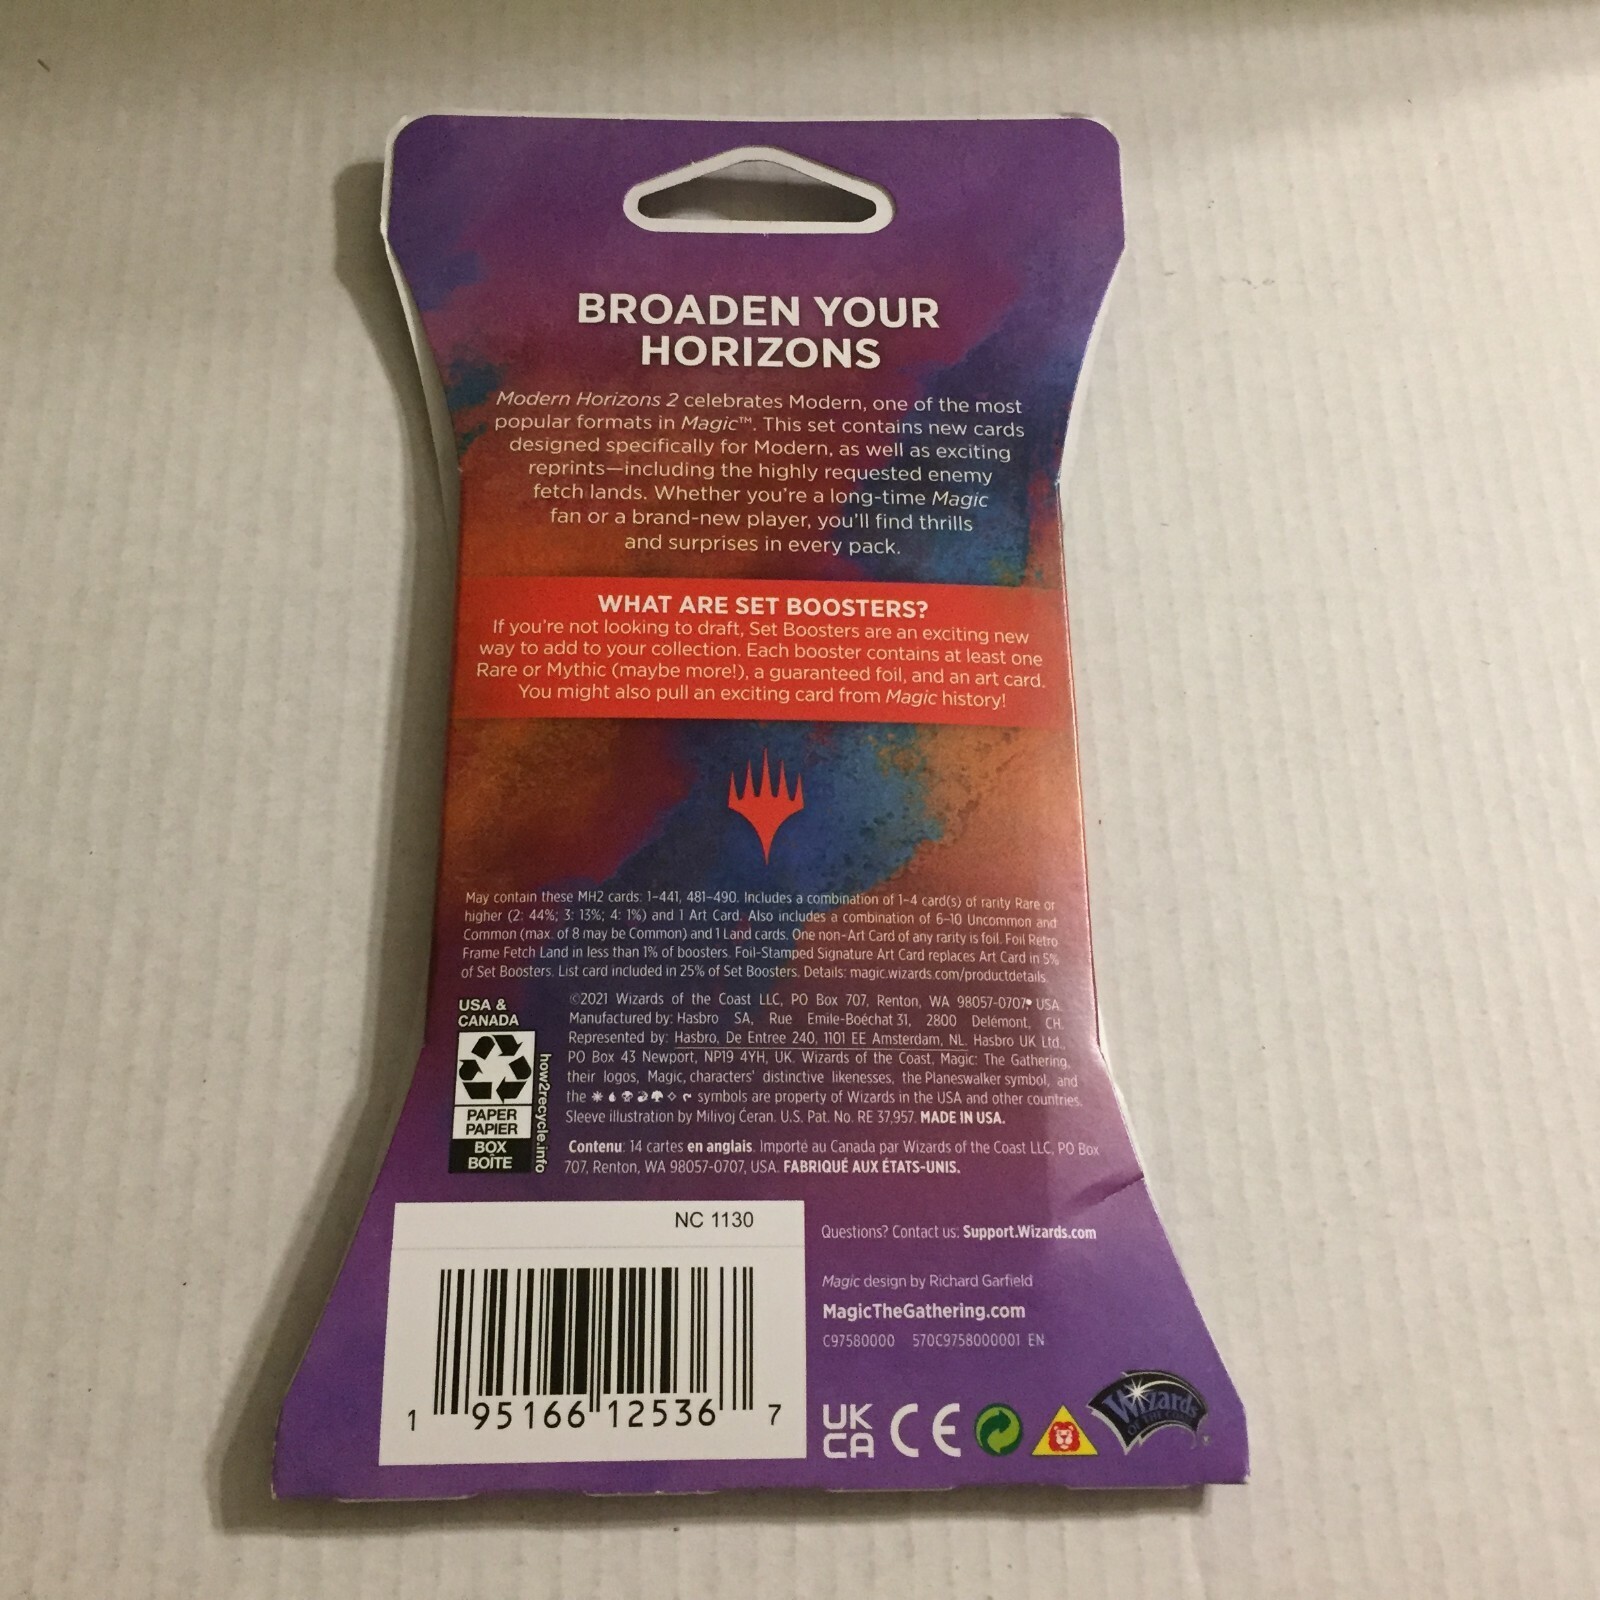 BROADEN YOUR
HORIZONS
Modern Horizons 2 celebrates Modern, one of the most
popular formats in Magic™. This set contains new cards
designed specifically for Modern, as well as exciting
reprints—including the highly requested enemy
fetch lands. Whether you're a long-time Magic
fan or a brand-new player, you'll find thrills
and surprises in every pack.
WHAT ARE SET BOOSTERS?
If you're not looking to draft, Set Boosters are an exciting new
way to add to your collection. Each booster contains at least one
Rare or Mythic (maybe more!), a guaranteed foil, and an art card.
You might also pull an exciting card from Magic history!
May contain these MH2 cards: 1–441, 481–490. Includes a combination of 1–4 card(s) of rarity Rare or
higher (2: 44%; 3: 13%; 4: 1%) and 1 Art Card. Also includes a combination of 6–10 Uncommon and
Common (max. of 8 may be Common) and 1 Land cards. One non-Art Card of any rarity is foil. Foil Retro
Frame Fetch Land in less than 1% of boosters. Foil-Stamped Signature Art Card replaces Art Card in 5%
of Set Boosters. List card included in 25% of Set Boosters. Details: magic.wizards.com/productdetails.
USA &
CANADA
PAPER
PAPIER
BOX
BOÎTE
how2recycle.info
©2021 Wizards of the Coast LLC, PO Box 707, Renton, WA 98057-0707, USA.
Manufactured by: Hasbro SA, Rue Emile-Boéchat 31, 2800 Delémont, CH.
Represented by: Hasbro, De Entree 240, 1101 EE Amsterdam, NL. Hasbro UK Ltd.,
PO Box 43 Newport, NP19 4YH, UK. Wizards of the Coast, Magic: The Gathering,
their logos, Magic, characters' distinctive likenesses, the Planeswalker symbol, and
the symbols are property of Wizards in the USA and other countries.
Sleeve illustration by Milivoj Ćeran. U.S. Pat. No. RE 37,957. MADE IN USA.
Contenu: 14 cartes en anglais. Importé au Canada par Wizards of the Coast LLC, PO Box
707, Renton, WA 98057-0707, USA. FABRIQUÉ AUX ÉTATS-UNIS.
NC 1130
1 95166 12536 7
Questions? Contact us: Support.Wizards.com
Magic design by Richard Garfield
MagicTheGathering.com
C97580000 570C9758000001 EN
UK
CA
CE
Wizards
OF THE COAST